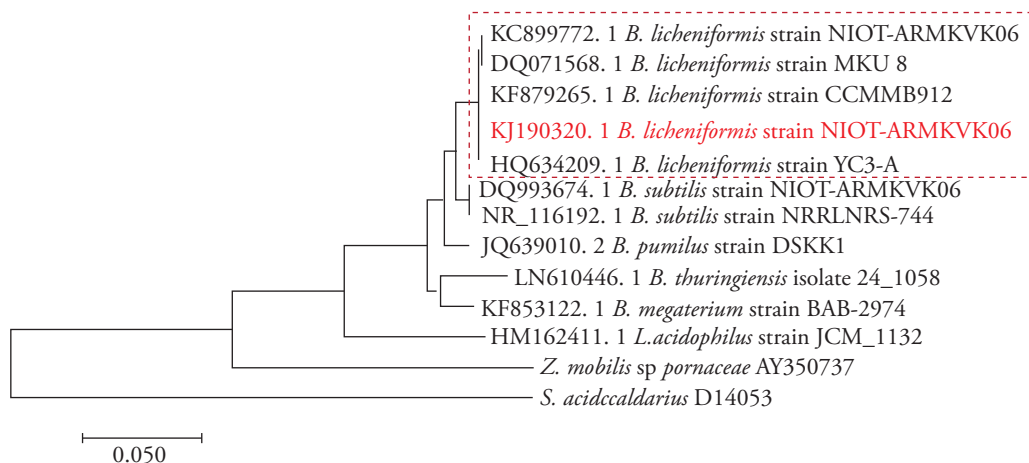 KC899772. 1 B. licheniformis strain NIOT-ARMKVK06
DQ071568. 1 B. licheniformis strain MKU 8
KF879265. 1 B. licheniformis strain CCMMB912
KJ190320. 1 B. licheniformis strain NIOT-ARMKVK06
HQ634209. 1 B. licheniformis strain YC3-A
DQ993674. 1 B. subtilis strain NIOT-ARMKVK06
NR_116192. 1 B. subtilis strain NRRLNRS-744
JQ639010. 2 B. pumilus strain DSKK1
LN610446. 1 B. thuringiensis isolate 24_1058
KF853122. 1 B. megaterium strain BAB-2974
HM162411. 1 L.acidophilus strain JCM_1132
Z. mobilis sp pornaceae AY350737
S. acidccaldarius D14053
0.050